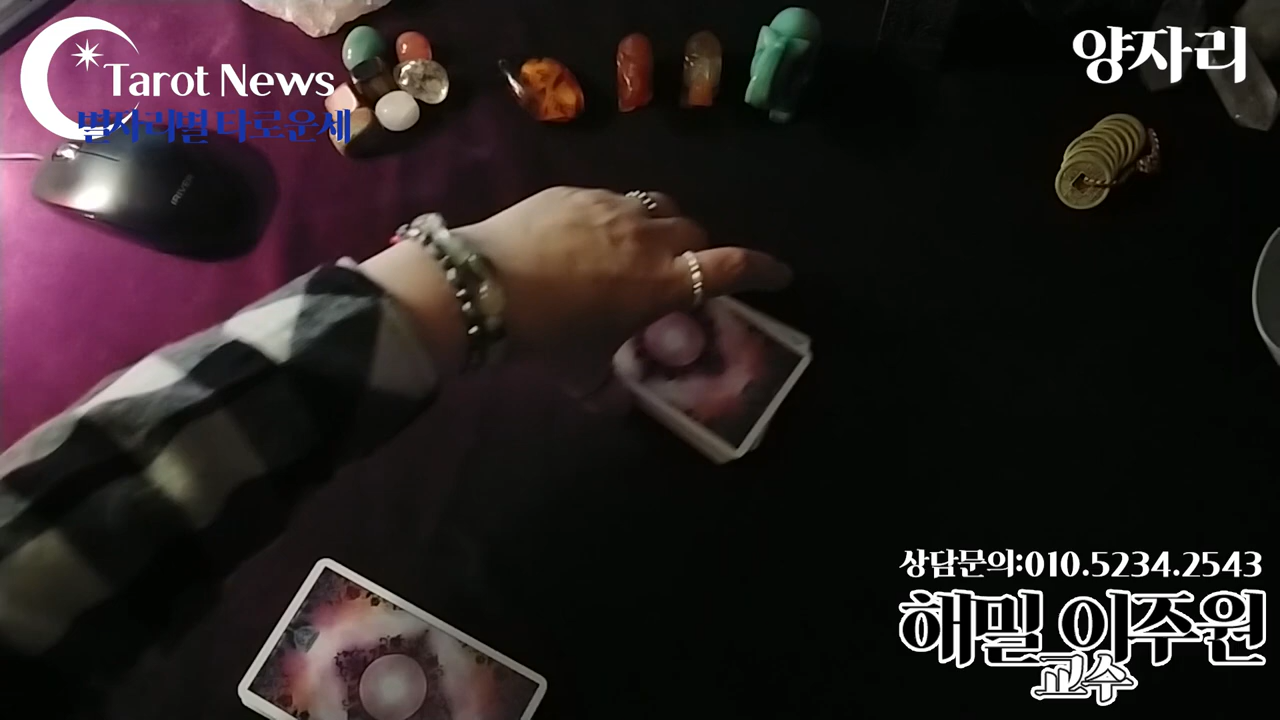 Tarot News
별자리별 타로운세
양자리
IRIVER
상담문의:010.5234.2543
해밀 이주원
교수